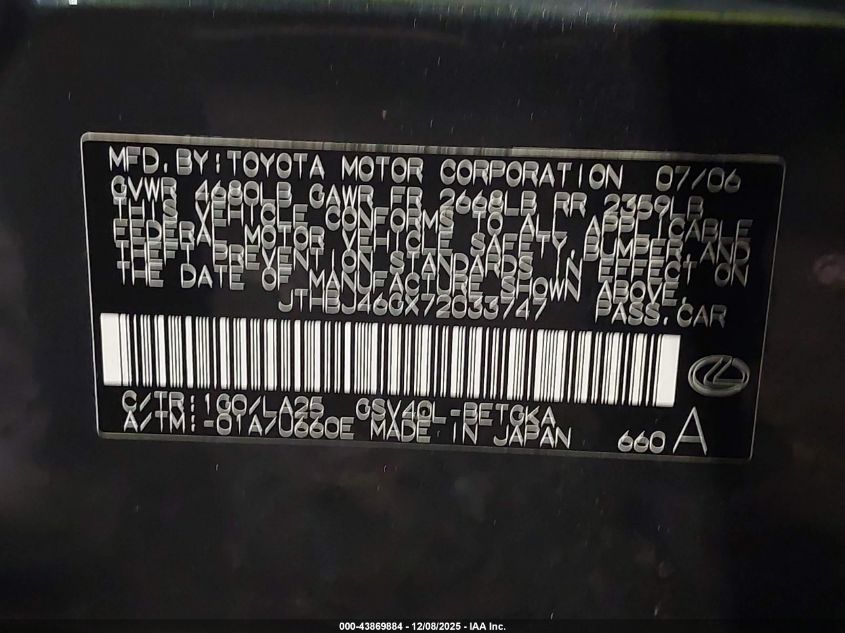 MFD. BY: TOYOTA MOTOR CORPORATION 07/06
GVWR 4680LB GAWR FR 2668LB RR 2359LB
THIS VEHICLE CONFORMS TO ALL APPLICABLE
FEDERAL MOTOR VEHICLE SAFETY, BUMPER, AND
THEFT PREVENTION STANDARDS IN EFFECT ON
THE DATE OF MANUFACTURE SHOWN ABOVE.
JTHBJ46GX72033747 PASS. CAR
C/TR: 1G0/LA25 GSV40L-BETGKA
A/TM: -01A/U660E MADE IN JAPAN 660 A
000-43869884 - 12/08/2025 - IAA Inc.